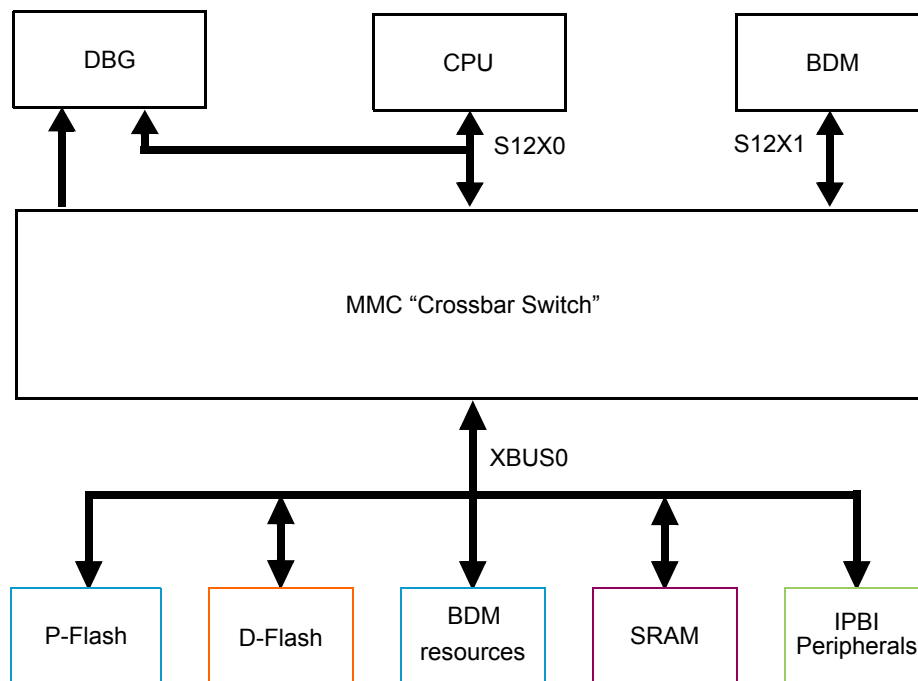 DBG
CPU
BDM
S12X0
S12X1
MMC “Crossbar Switch”
XBUS0
P-Flash
D-Flash
BDM
resources
SRAM
IPBI
Peripherals